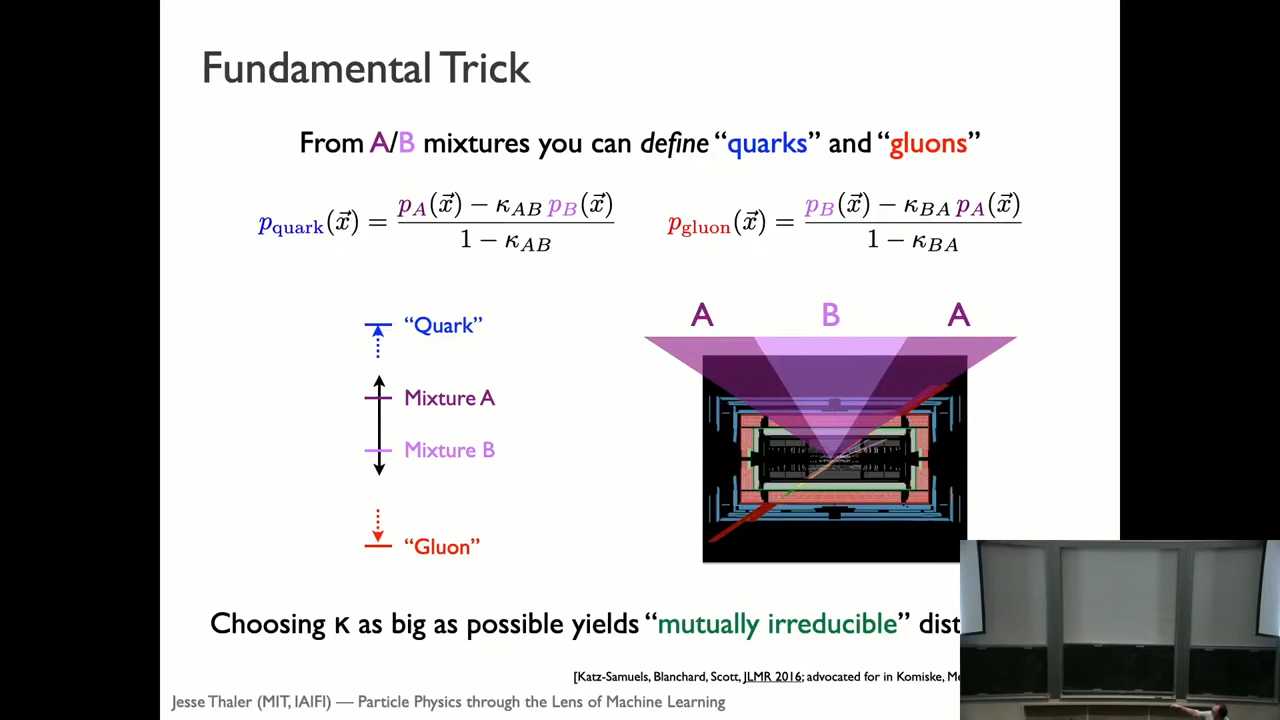 Fundamental Trick
From A/B mixtures you can define “quarks” and “gluons”
p_quark(x⃗) = (p_A(x⃗) − κ_AB p_B(x⃗)) / (1 − κ_AB)
p_gluon(x⃗) = (p_B(x⃗) − κ_BA p_A(x⃗)) / (1 − κ_BA)
“Quark”
Mixture A
Mixture B
“Gluon”
A B A
Choosing κ as big as possible yields “mutually irreducible” dist
[Katz-Samuels, Blanchard, Scott, JLMR 2016; advocated for in Komiske, Me
Jesse Thaler (MIT, IAIFI) — Particle Physics through the Lens of Machine Learning